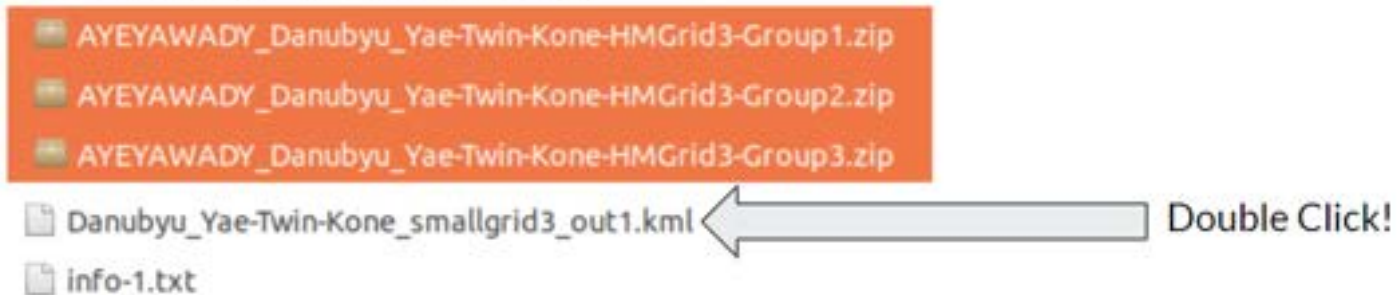 AYEYAWADY_Danubyu_Yae-Twin-Kone-HMGrid3-Group1.zip
AYEYAWADY_Danubyu_Yae-Twin-Kone-HMGrid3-Group2.zip
AYEYAWADY_Danubyu_Yae-Twin-Kone-HMGrid3-Group3.zip
Danubyu_Yae-Twin-Kone_smallgrid3_out1.kml Double Click!
info-1.txt